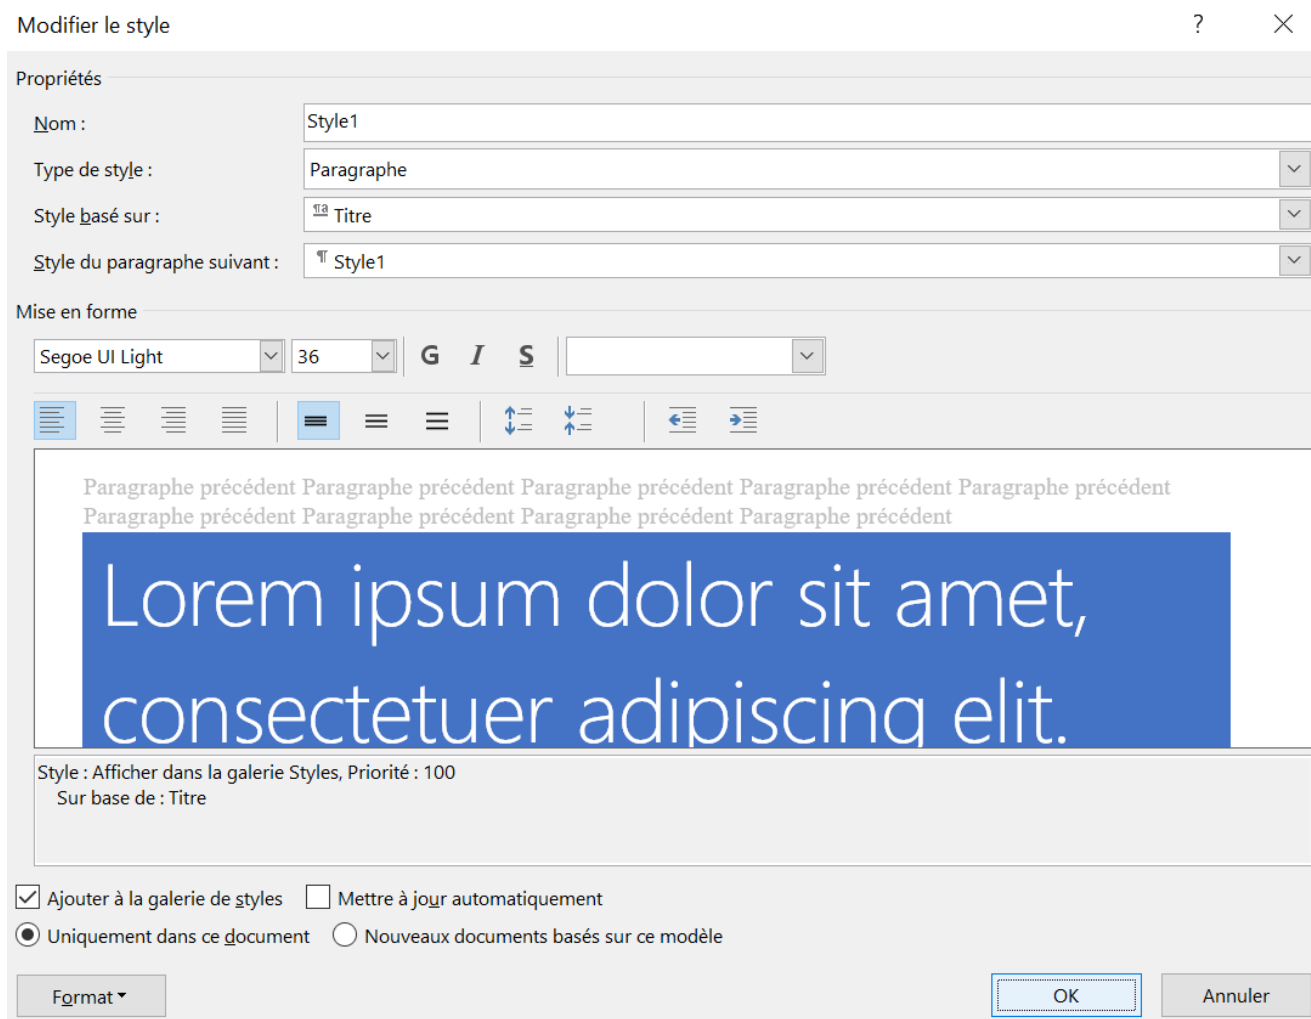 Modifier le style ?
Propriétés
Nom : Style1
Type de style : Paragraphe
Style basé sur : ¶a Titre
Style du paragraphe suivant : ¶ Style1
Mise en forme
Segoe UI Light 36 G I S
Paragraphe précédent Paragraphe précédent Paragraphe précédent Paragraphe précédent Paragraphe précédent
Paragraphe précédent Paragraphe précédent Paragraphe précédent Paragraphe précédent
Lorem ipsum dolor sit amet,
consectetuer adipiscing elit.
Style : Afficher dans la galerie Styles, Priorité : 100
Sur base de : Titre
Ajouter à la galerie de styles Mettre à jour automatiquement
Uniquement dans ce document Nouveaux documents basés sur ce modèle
Format OK Annuler